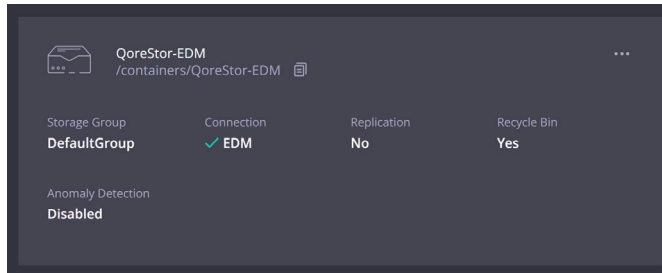 QoreStor-EDM
/containers/QoreStor-EDM
Storage Group
DefaultGroup
Connection
EDM
Replication
No
Recycle Bin
Yes
Anomaly Detection
Disabled